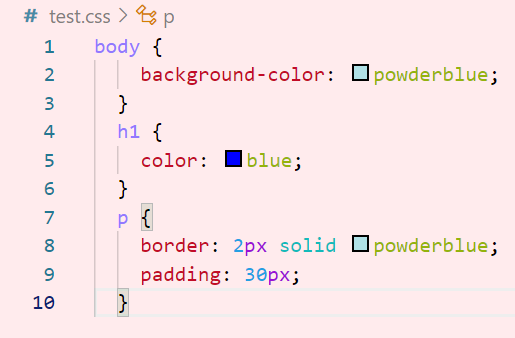 # test.css > p
1 body {
2 background-color: powderblue;
3 }
4 h1 {
5 color: blue;
6 }
7 p {
8 border: 2px solid powderblue;
9 padding: 30px;
10 }